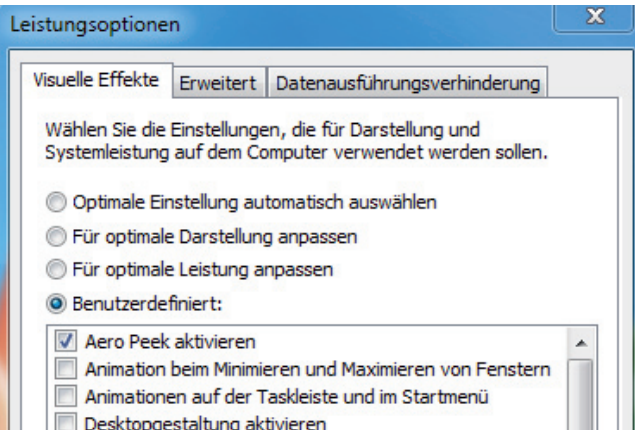 Leistungsoptionen
Visuelle Effekte Erweitert Datenausführungsverhinderung
Wählen Sie die Einstellungen, die für Darstellung und
Systemleistung auf dem Computer verwendet werden sollen.
Optimale Einstellung automatisch auswählen
Für optimale Darstellung anpassen
Für optimale Leistung anpassen
Benutzerdefiniert:
Aero Peek aktivieren
Animation beim Minimieren und Maximieren von Fenstern
Animationen auf der Taskleiste und im Startmenü
Desktopgestaltung aktivieren